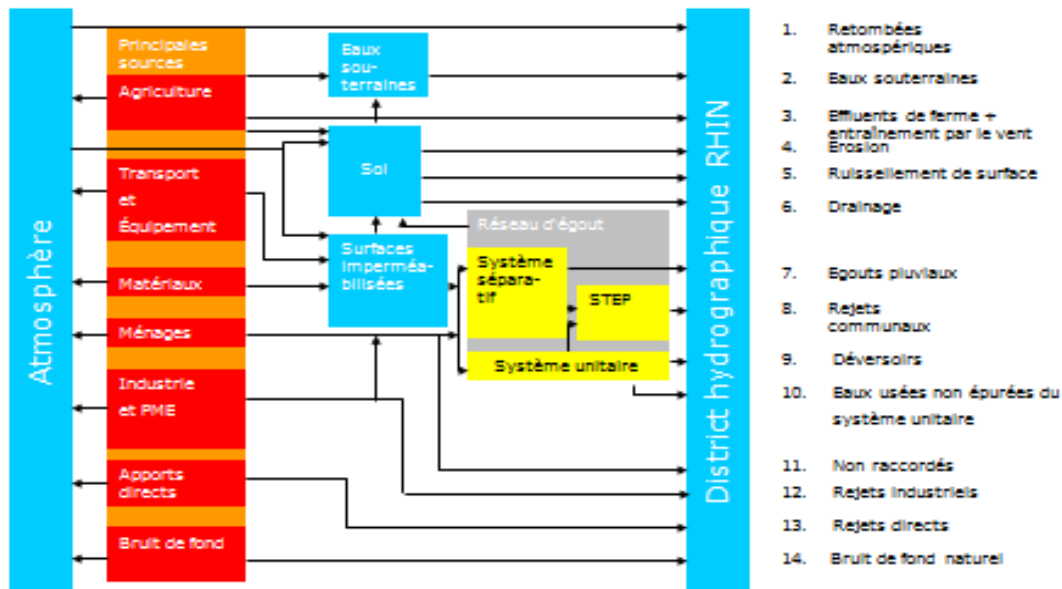 Atmosphère
Principales
sources
Agriculture
Transport
et
Équipement
Matériaux
Ménages
Industrie
et PME
Apports
directs
Bruit de fond
Eaux
sou-
terraines
Sol
Surfaces
imperméa-
bilisées
Réseau d'égout
Système
sépara-
tif
STEP
Système unitaire
District hydrographique RHIN
1. Retombées
atmospériques
2. Eaux souterraines
3. Effluents de ferme +
entraînement par le vent
4. Erosion
5. Ruissellement de surface
6. Drainage
7. Egouts pluviaux
8. Rejets
communaux
9. Déversoirs
10. Eaux usées non épurées du
système unitaire
11. Non raccordés
12. Rejets industriels
13. Rejets directs
14. Bruit de fond naturel